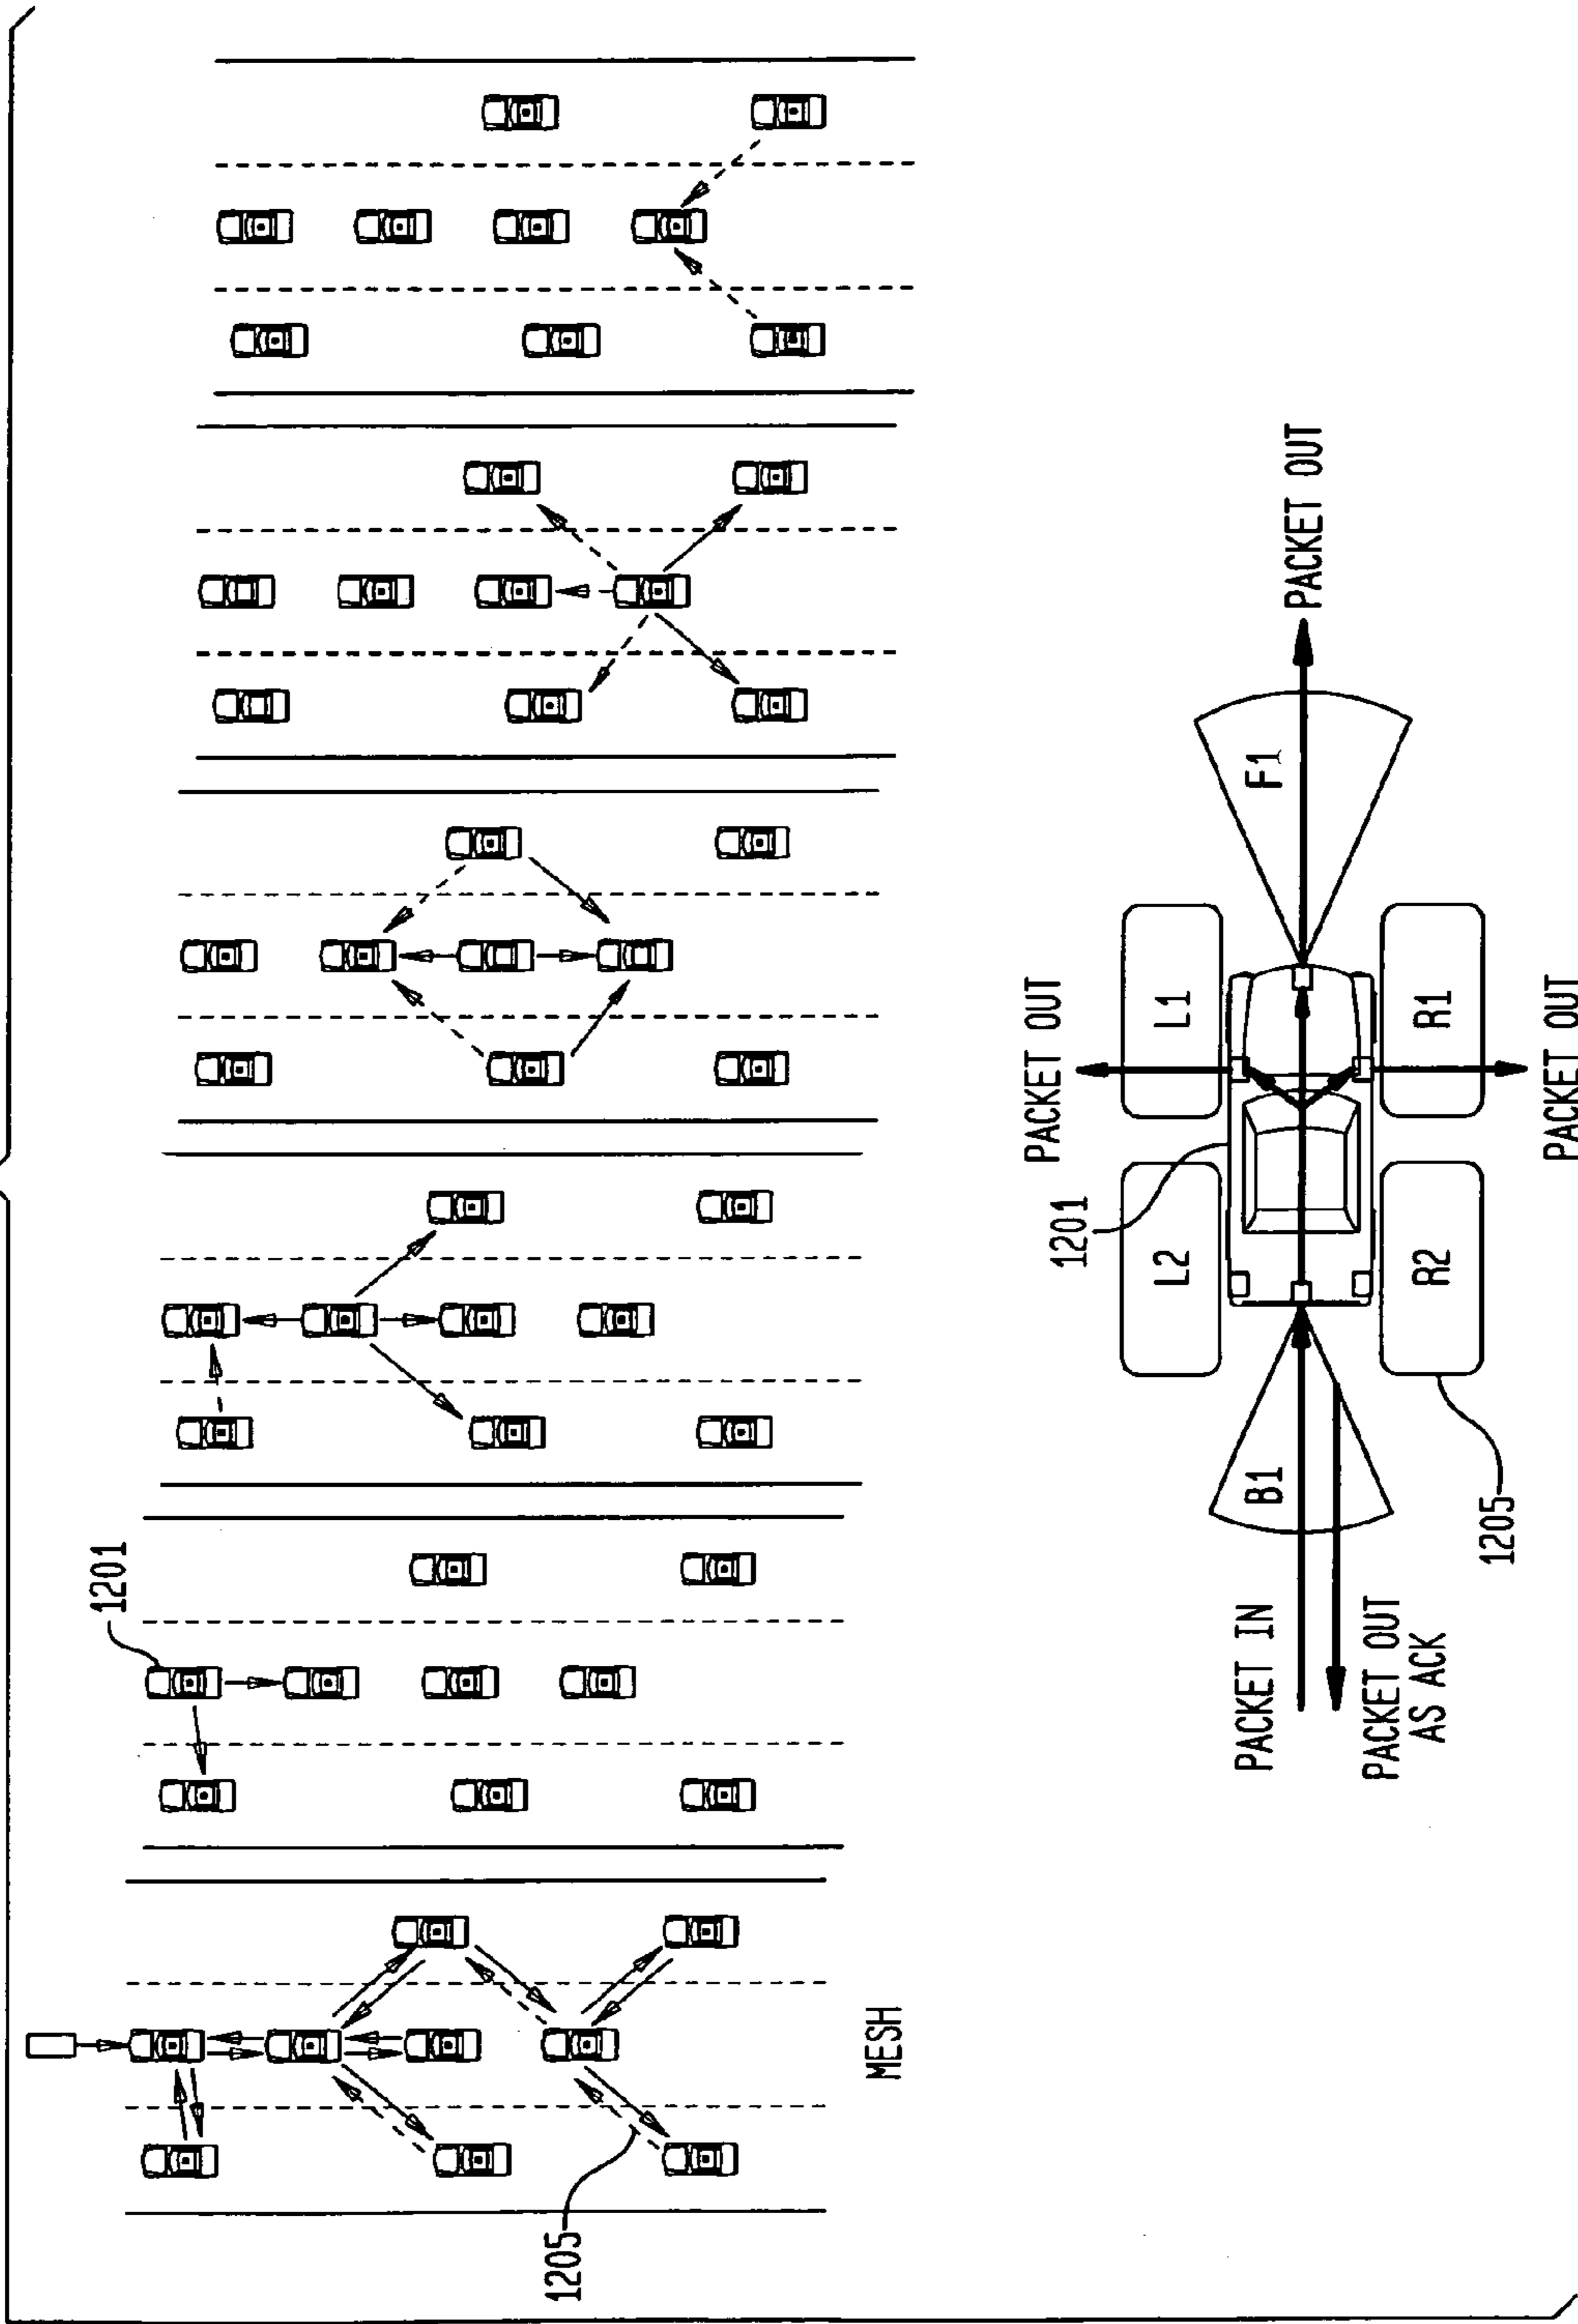 1201
1205
MESH
PACKET OUT
1201
L2
L1
B1
F1
PACKET OUT
PACKET IN
PACKET OUT
AS ACK
R2
R1
1205
PACKET OUT